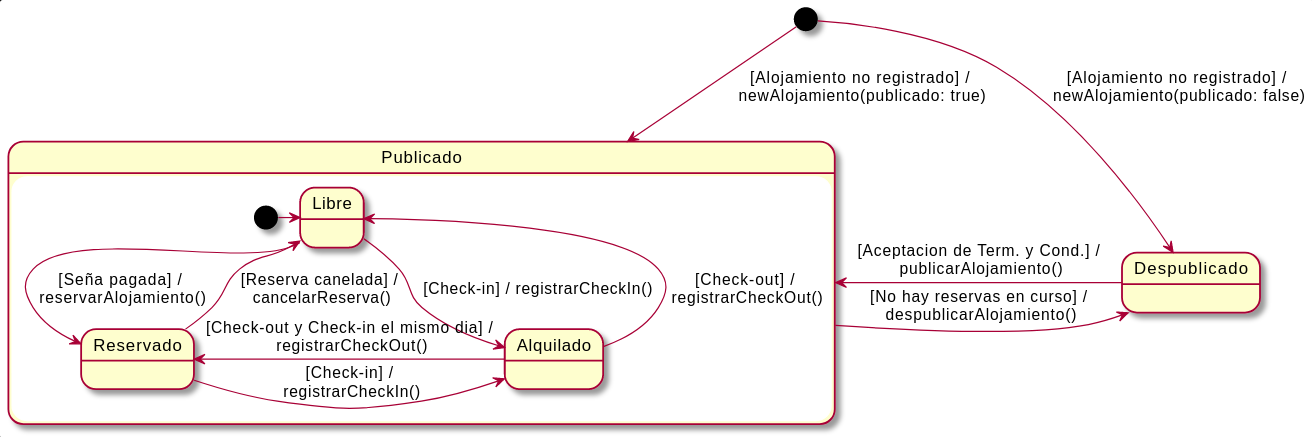 [Alojamiento no registrado] /
newAlojamiento(publicado: true)
[Alojamiento no registrado] /
newAlojamiento(publicado: false)
Publicado
Libre
[Seña pagada] /
reservarAlojamiento()
[Reserva canelada] /
cancelarReserva()
[Check-in] / registrarCheckIn()
[Check-out] /
registrarCheckOut()
[Aceptacion de Term. y Cond.] /
publicarAlojamiento()
Despublicado
[No hay reservas en curso] /
despublicarAlojamiento()
[Check-out y Check-in el mismo dia] /
registrarCheckOut()
Reservado
Alquilado
[Check-in] /
registrarCheckIn()